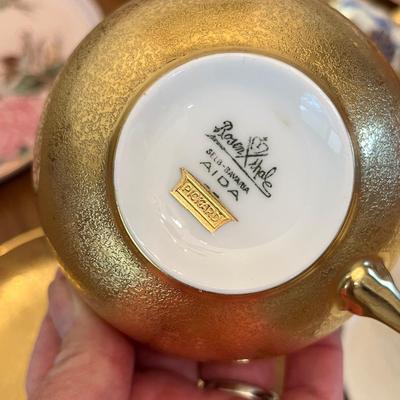 Rosenthal
SELB-BAVARIA
AIDA
PICKARD